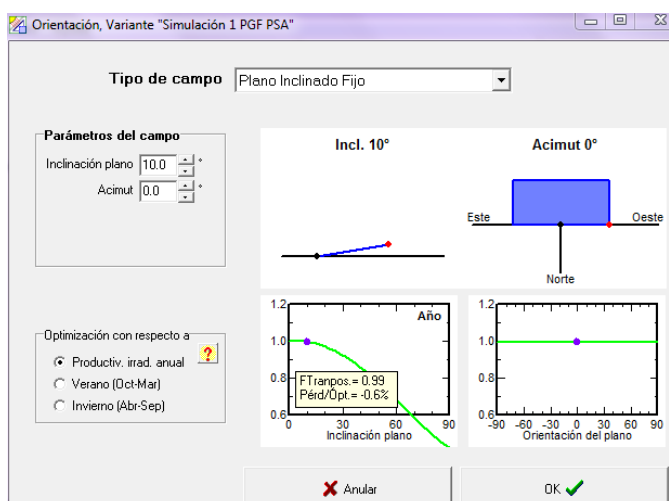 Orientación, Variante "Simulación 1 PGF PSA"
Tipo de campo Plano Inclinado Fijo
Parámetros del campo
Inclinación plano 10.0 °
Acimut 0.0 °
Incl. 10°
Acimut 0°
Este Oeste
Norte
Optimización con respecto a
?
Productiv. irrad. anual
Verano (Oct-Mar)
Invierno (Abr-Sep)
Año
1.2
1.0
0.8
0.6
FTranpos.= 0.99
Pérd/Opt.= -0.6%
0 30 60 90
Inclinación plano
1.2
1.0
0.8
0.6
-90 -60 -30 0 30 60 90
Orientación del plano
Anular
OK